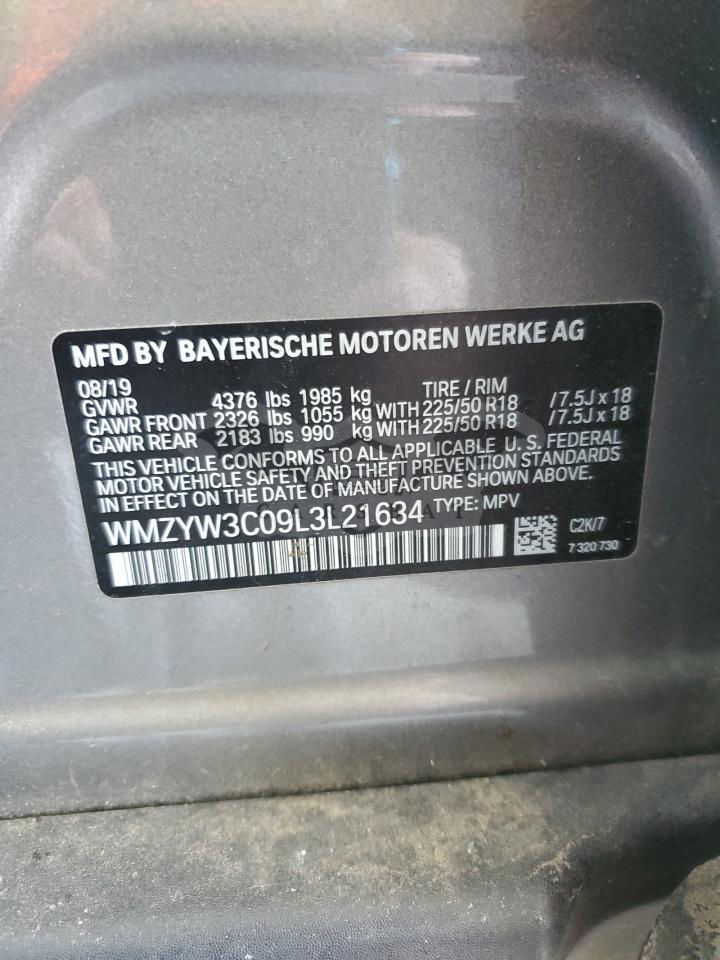 MFD BY BAYERISCHE MOTOREN WERKE AG
08/19 TIRE / RIM
GVWR 4376 lbs 1985 kg
GAWR FRONT 2326 lbs 1055 kg WITH 225/50 R18 /7.5J x 18
GAWR REAR 2183 lbs 990 kg WITH 225/50 R18 /7.5J x 18
THIS VEHICLE CONFORMS TO ALL APPLICABLE U. S. FEDERAL
MOTOR VEHICLE SAFETY AND THEFT PREVENTION STANDARDS
IN EFFECT ON THE DATE OF MANUFACTURE SHOWN ABOVE.
WMZYW3C09L3L21634 TYPE: MPV
C2K/7
7 320 730